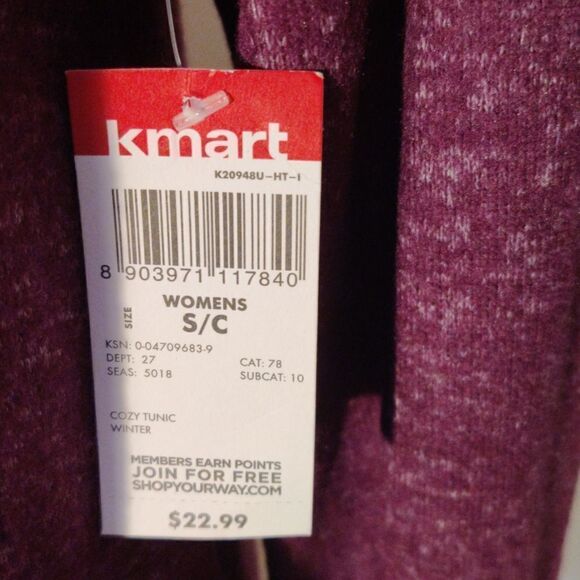 kmart
K20948U-HT-I
8 903971 117840
SIZE
WOMENS
S/C
KSN: 0-04709683-9
DEPT: 27 CAT: 78
SEAS: 5018 SUBCAT: 10
COZY TUNIC
WINTER
MEMBERS EARN POINTS
JOIN FOR FREE
SHOPYOURWAY.COM
$22.99